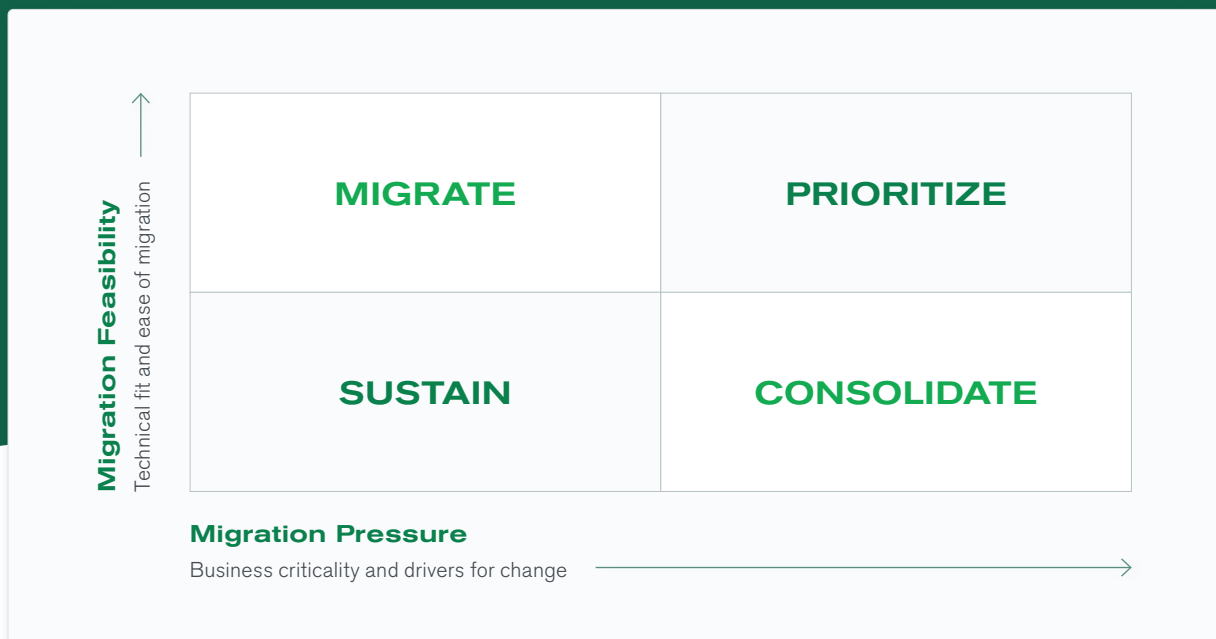 Migration Feasibility
Technical fit and ease of migration
MIGRATE
PRIORITIZE
SUSTAIN
CONSOLIDATE
Migration Pressure
Business criticality and drivers for change